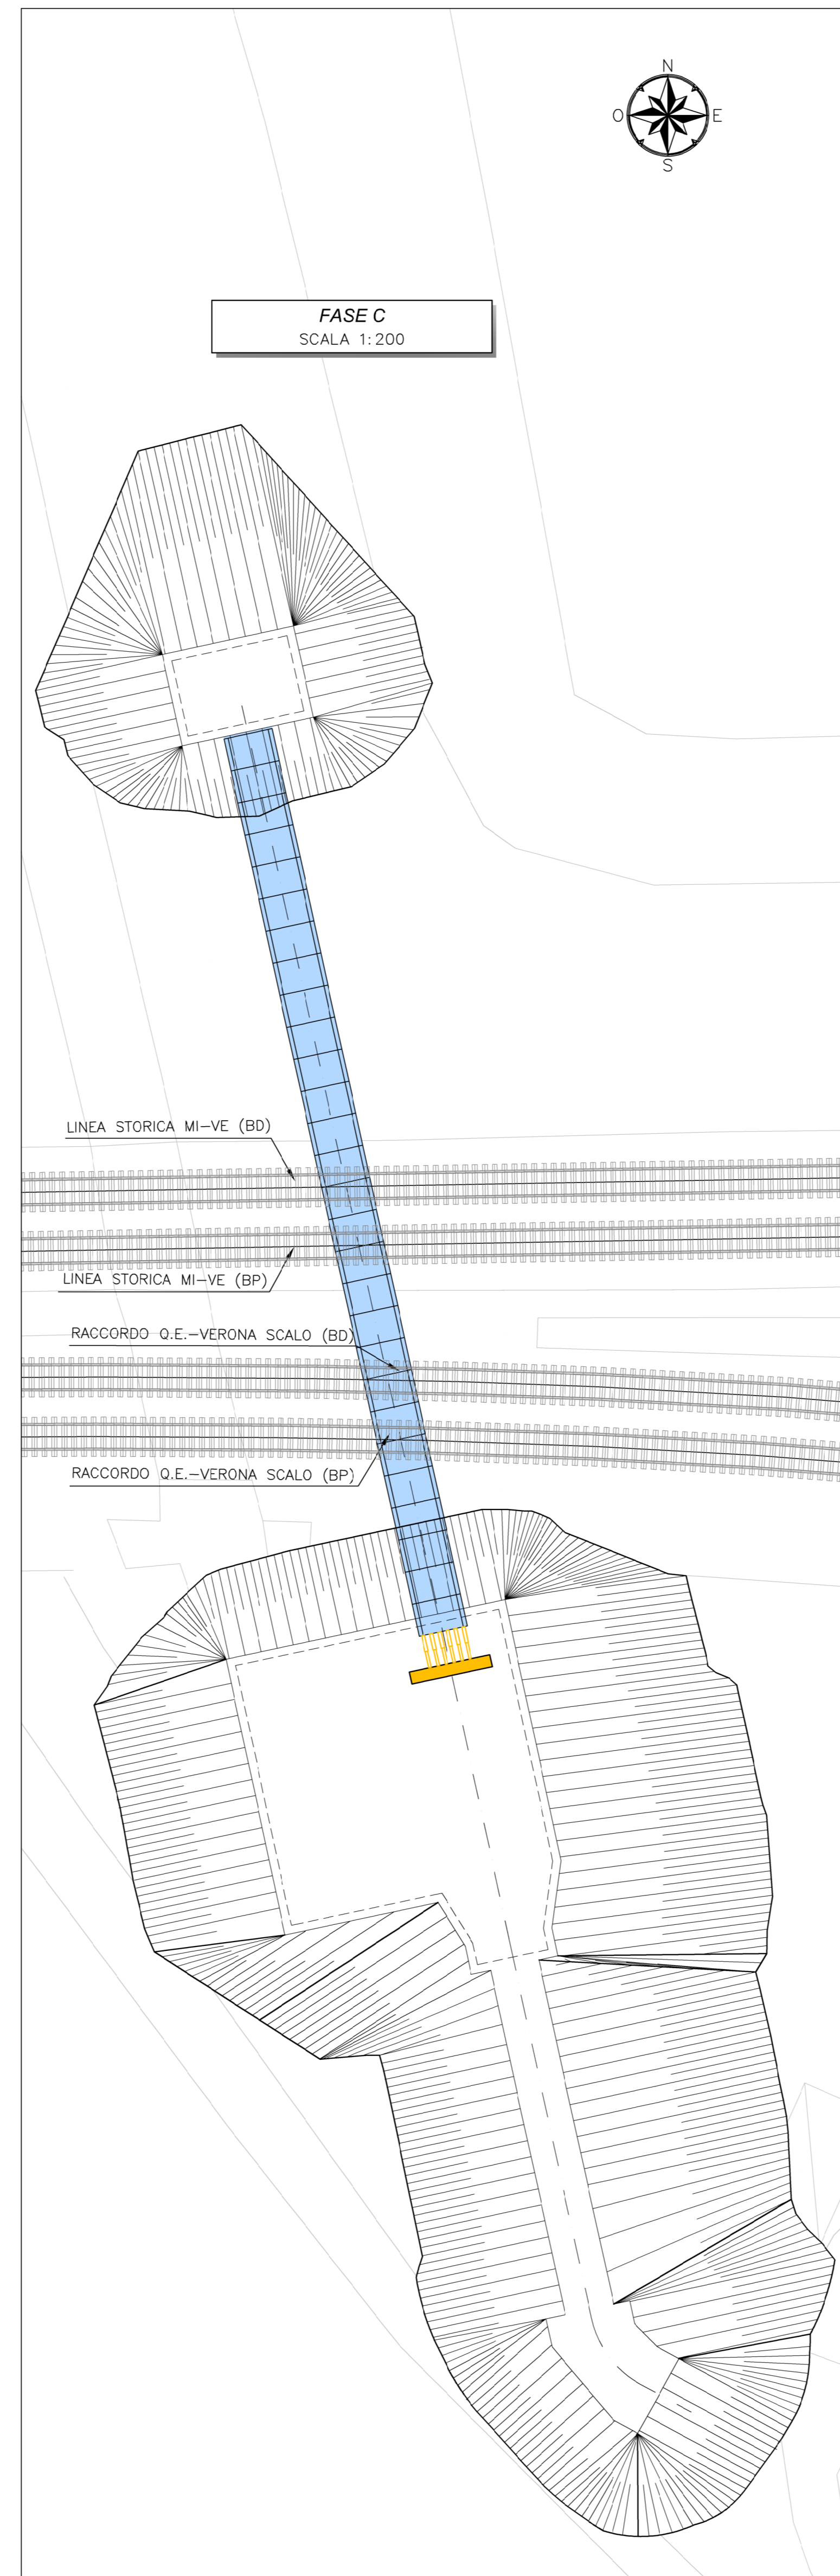 N
O E
S
FASE C
SCALA 1:200
LINEA STORICA MI-VE (BD)
LINEA STORICA MI-VE (BP)
RACCORDO Q.E.-VERONA SCALO (BD)
RACCORDO Q.E.-VERONA SCALO (BP)